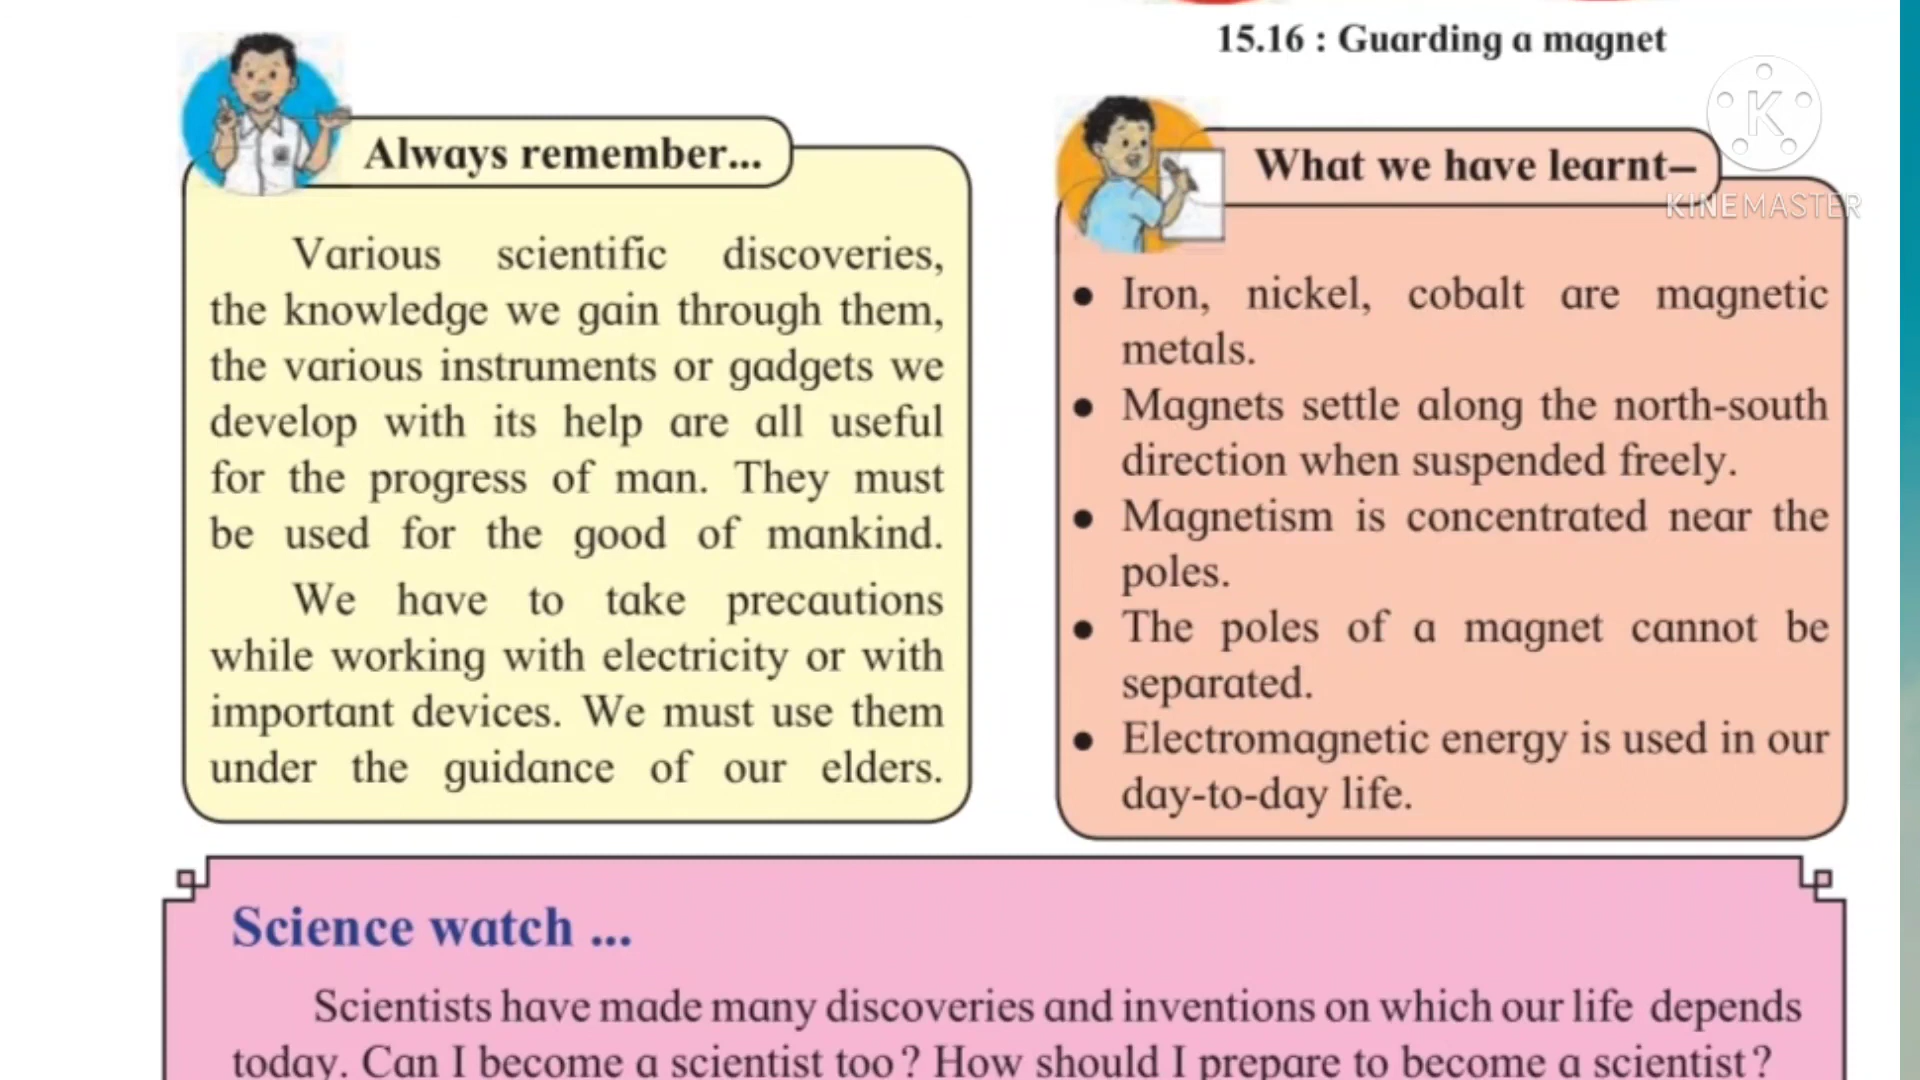 15.16 : Guarding a magnet
Always remember...
Various scientific discoveries,
the knowledge we gain through them,
the various instruments or gadgets we
develop with its help are all useful
for the progress of man. They must
be used for the good of mankind.
We have to take precautions
while working with electricity or with
important devices. We must use them
under the guidance of our elders.
K
KINEMASTER
What we have learnt–
● Iron, nickel, cobalt are magnetic
metals.
● Magnets settle along the north-south
direction when suspended freely.
● Magnetism is concentrated near the
poles.
● The poles of a magnet cannot be
separated.
● Electromagnetic energy is used in our
day-to-day life.
Science watch ...
Scientists have made many discoveries and inventions on which our life depends
today. Can I become a scientist too ? How should I prepare to become a scientist ?